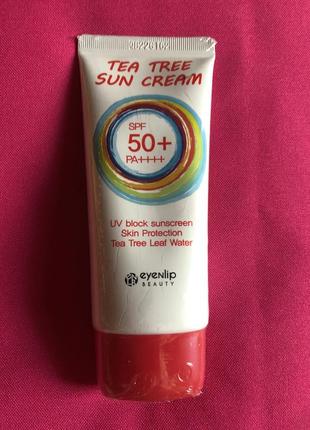 TEA TREE
SUN CREAM
SPF
50+
PA++++
UV block sunscreen
Skin Protection
Tea Tree Leaf Water
eyenlip
BEAUTY